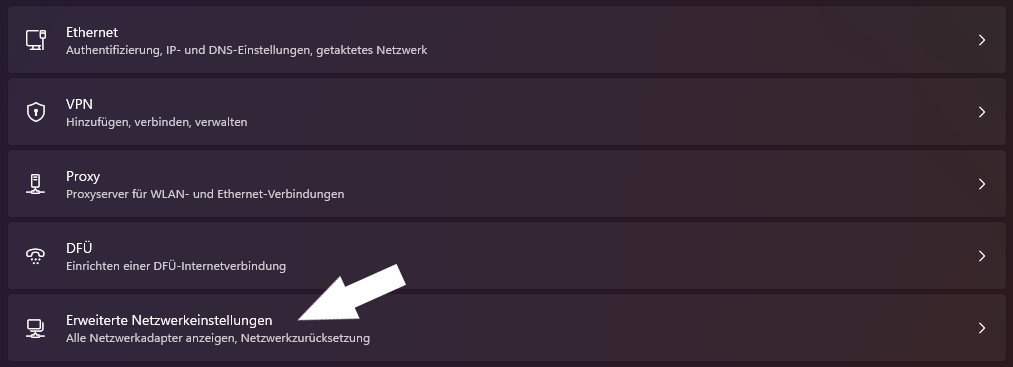 Ethernet
Authentifizierung, IP- und DNS-Einstellungen, getaktetes Netzwerk
VPN
Hinzufügen, verbinden, verwalten
Proxy
Proxyserver für WLAN- und Ethernet-Verbindungen
DFÜ
Einrichten einer DFÜ-Internetverbindung
Erweiterte Netzwerkeinstellungen
Alle Netzwerkadapter anzeigen, Netzwerkzurücksetzung